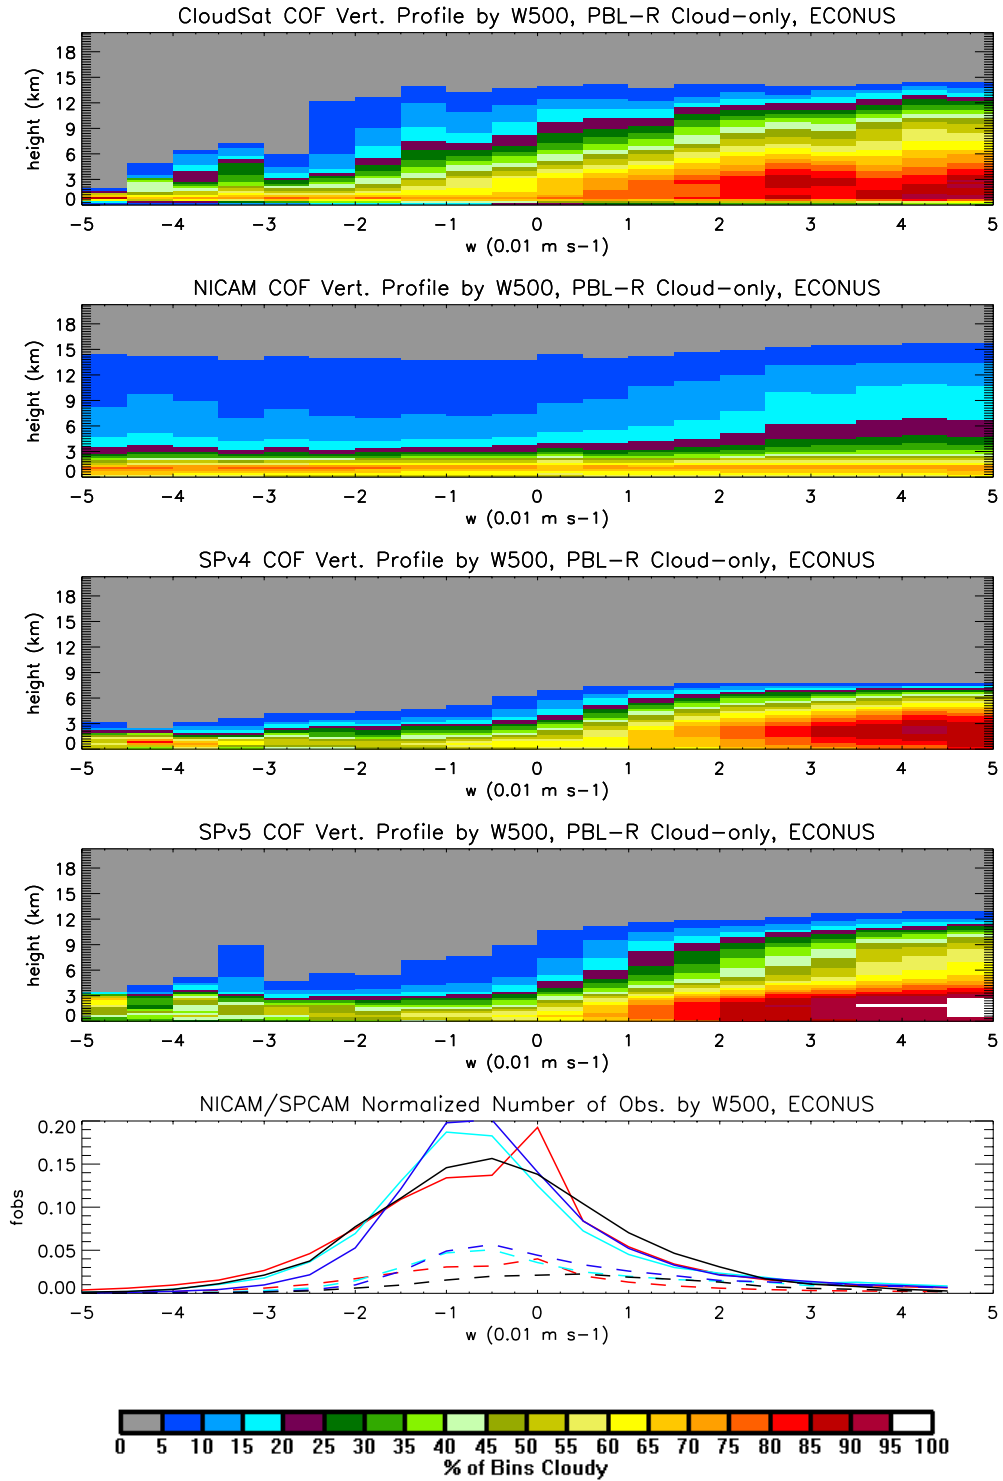 CloudSat COF Vert. Profile by W500, PBL-R Cloud-only, ECONUS
18
15
12
9
6
3
0
height (km)
-5 -4 -3 -2 -1 0 1 2 3 4 5
w (0.01 m s-1)
NICAM COF Vert. Profile by W500, PBL-R Cloud-only, ECONUS
18
15
12
9
6
3
0
height (km)
-5 -4 -3 -2 -1 0 1 2 3 4 5
w (0.01 m s-1)
SPv4 COF Vert. Profile by W500, PBL-R Cloud-only, ECONUS
18
15
12
9
6
3
0
height (km)
-5 -4 -3 -2 -1 0 1 2 3 4 5
w (0.01 m s-1)
SPv5 COF Vert. Profile by W500, PBL-R Cloud-only, ECONUS
18
15
12
9
6
3
0
height (km)
-5 -4 -3 -2 -1 0 1 2 3 4 5
w (0.01 m s-1)
NICAM/SPCAM Normalized Number of Obs. by W500, ECONUS
0.20
0.15
0.10
0.05
0.00
fobs
-5 -4 -3 -2 -1 0 1 2 3 4 5
w (0.01 m s-1)
0 5 10 15 20 25 30 35 40 45 50 55 60 65 70 75 80 85 90 95 100
% of Bins Cloudy